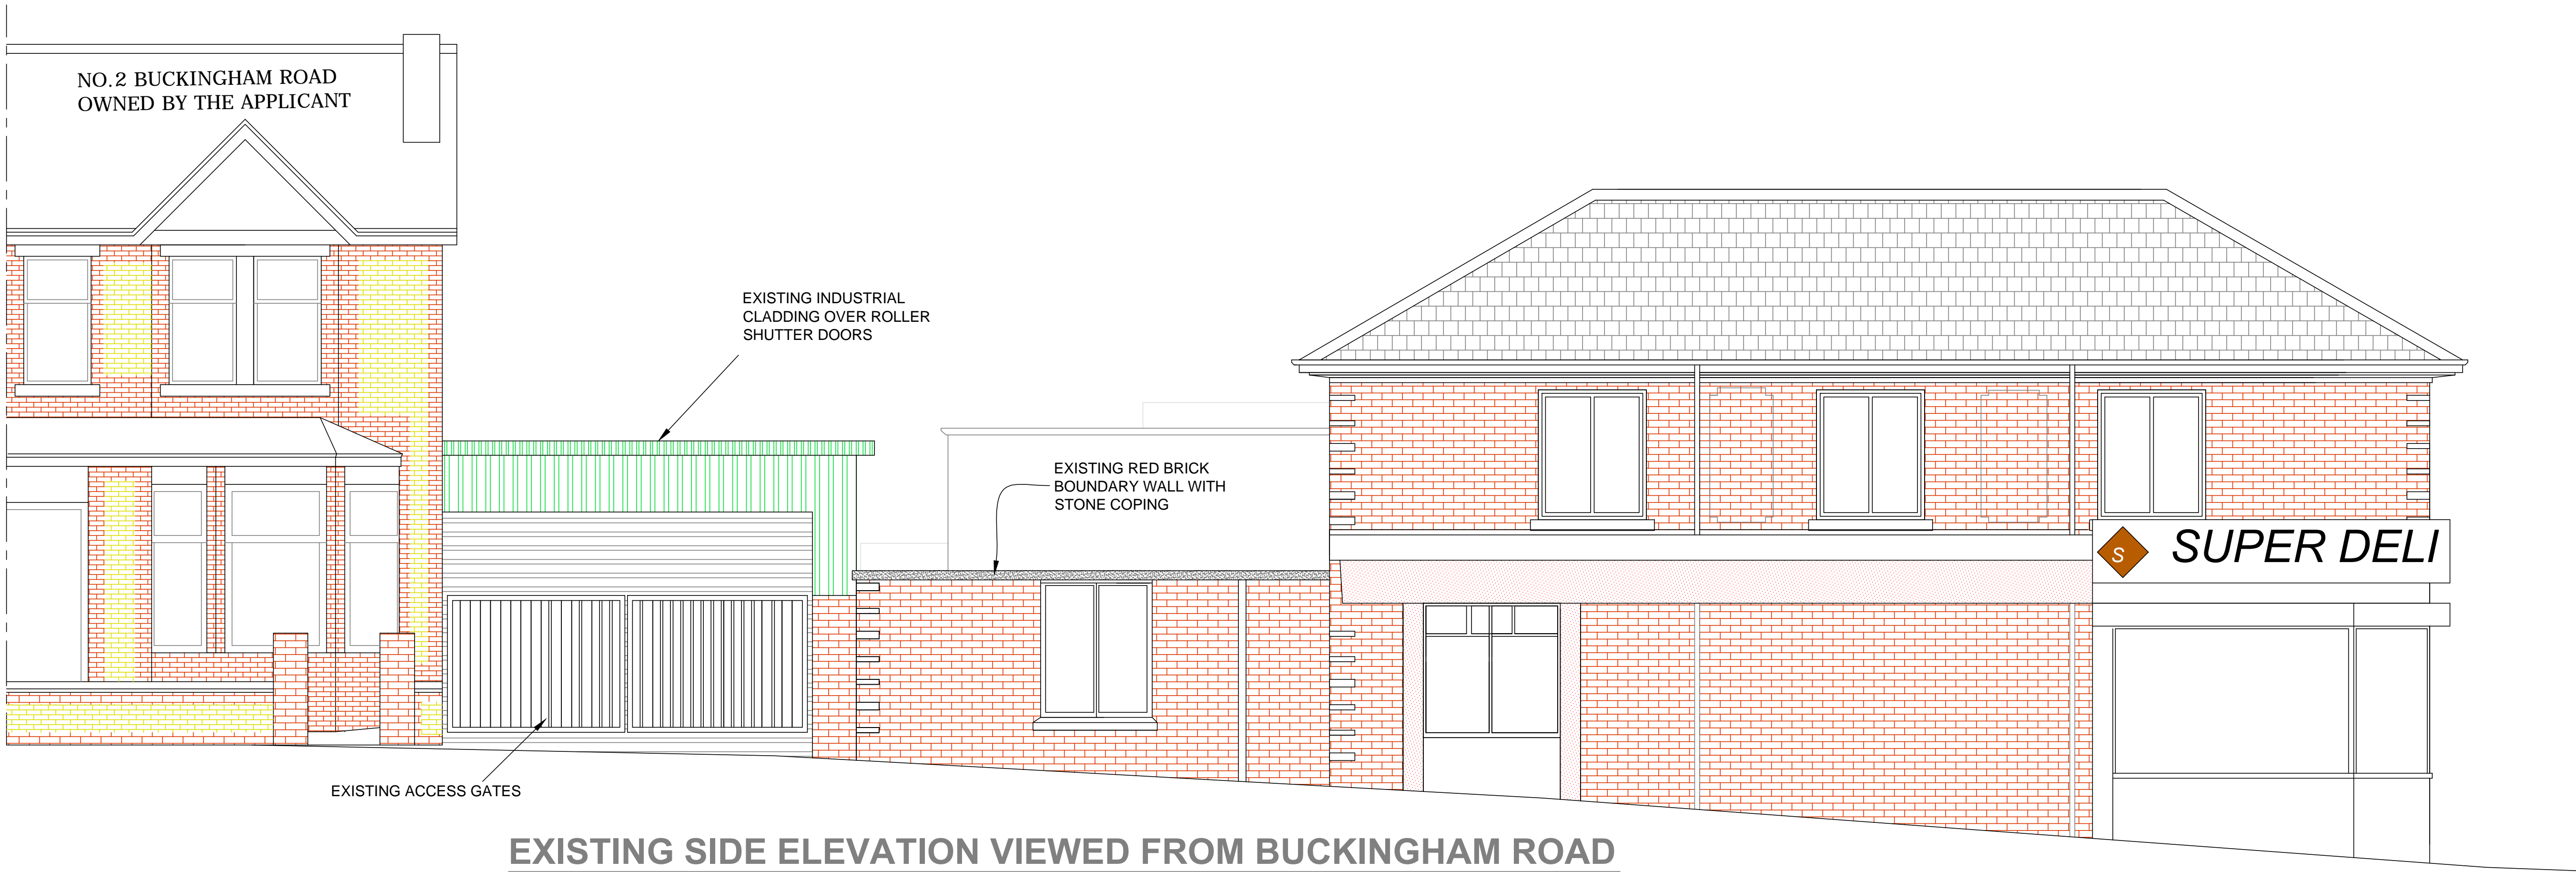 NO.2 BUCKINGHAM ROAD
OWNED BY THE APPLICANT
EXISTING INDUSTRIAL
CLADDING OVER ROLLER
SHUTTER DOORS
EXISTING RED BRICK
BOUNDARY WALL WITH
STONE COPING
S
SUPER DELI
EXISTING ACCESS GATES
EXISTING SIDE ELEVATION VIEWED FROM BUCKINGHAM ROAD